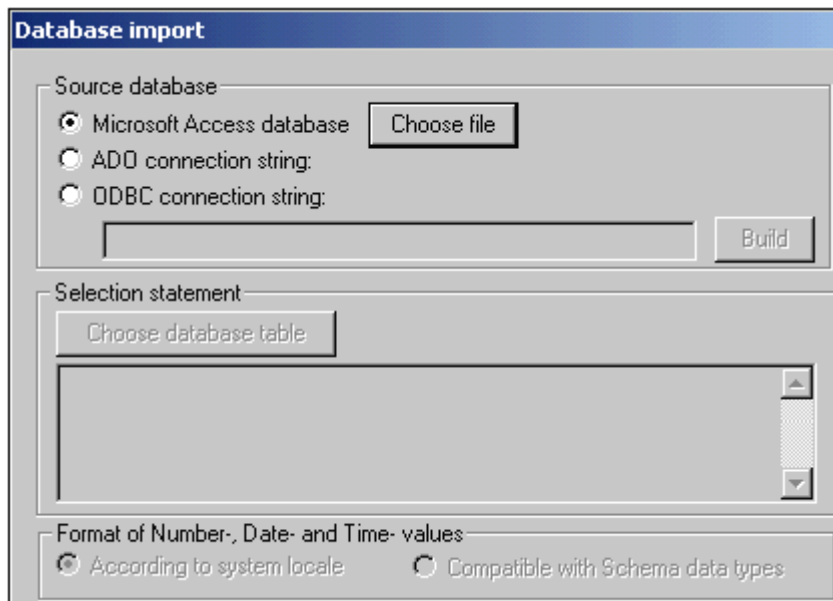 Database import
Source database
Microsoft Access database Choose file
ADO connection string:
ODBC connection string:
Build
Selection statement
Choose database table
Format of Number-, Date- and Time- values
According to system locale Compatible with Schema data types